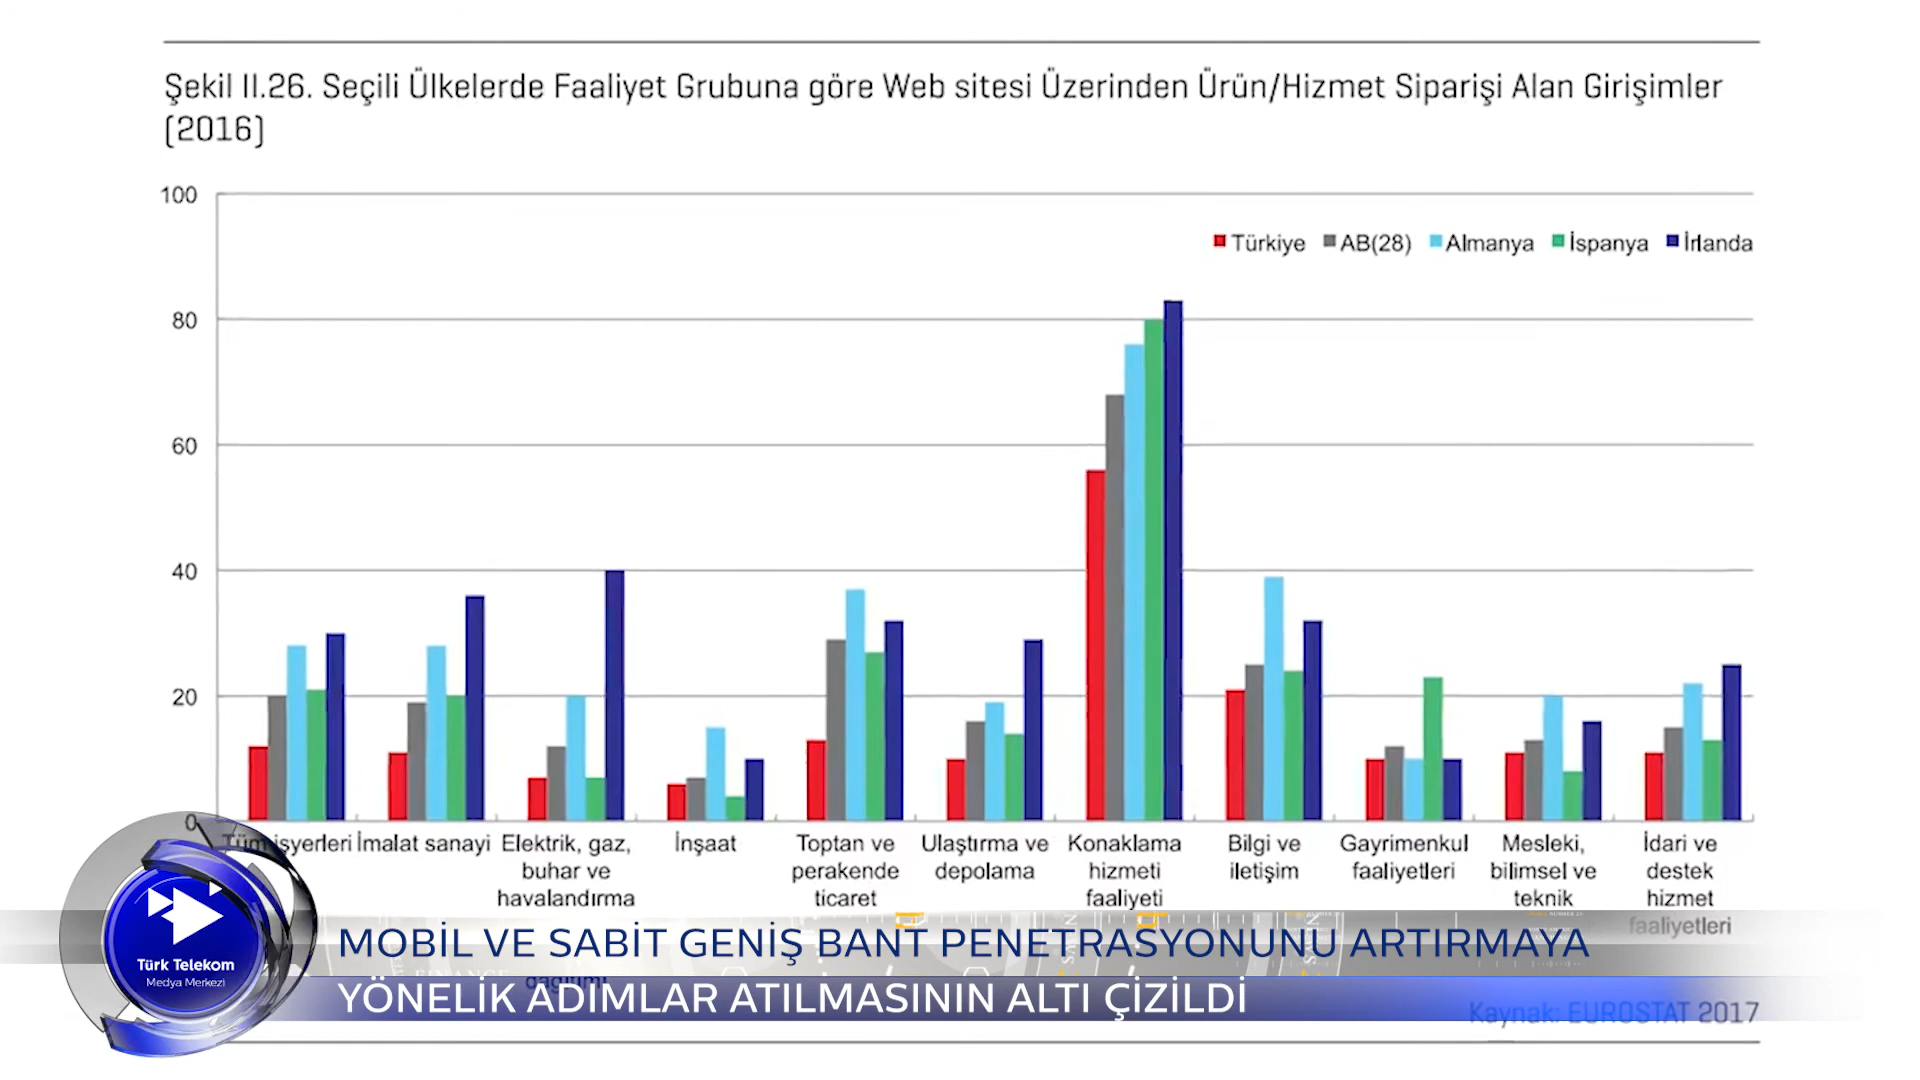 Şekil II.26. Seçili Ülkelerde Faaliyet Grubuna göre Web sitesi Üzerinden Ürün/Hizmet Siparişi Alan Girişimler
(2016)
100
80
60
40
20
0
Türkiye AB(28) Almanya İspanya İrlanda
Tüm işyerleri
İmalat sanayi
Elektrik, gaz,
buhar ve
havalandırma
dağıtımı
İnşaat
Toptan ve
perakende
ticaret
Ulaştırma ve
depolama
Konaklama
hizmeti
faaliyeti
Bilgi ve
iletişim
Gayrimenkul
faaliyetleri
Mesleki,
bilimsel ve
teknik
İdari ve
destek
hizmet
faaliyetleri
MOBİL VE SABİT GENİŞ BANT PENETRASYONUNU ARTIRMAYA
YÖNELİK ADIMLAR ATILMASININ ALTI ÇİZİLDİ
Türk Telekom
Medya Merkezi
Kaynak: EUROSTAT 2017